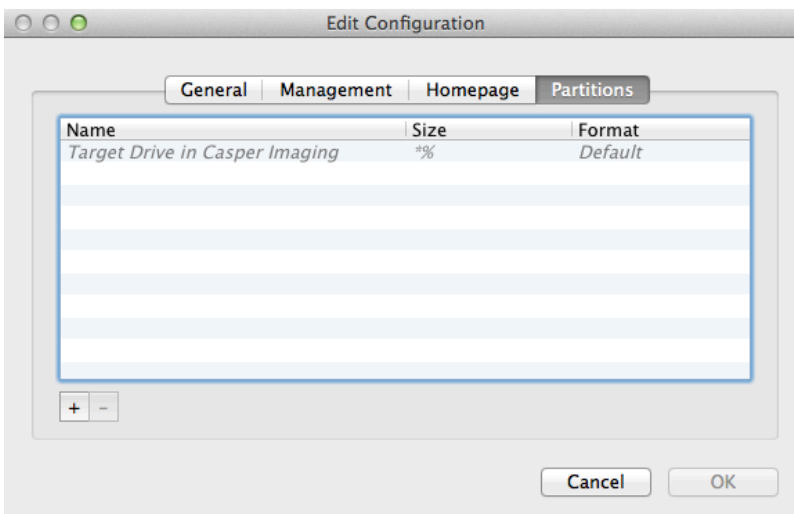 Edit Configuration
General Management Homepage Partitions
Name Size Format
Target Drive in Casper Imaging *% Default
+ -
Cancel OK